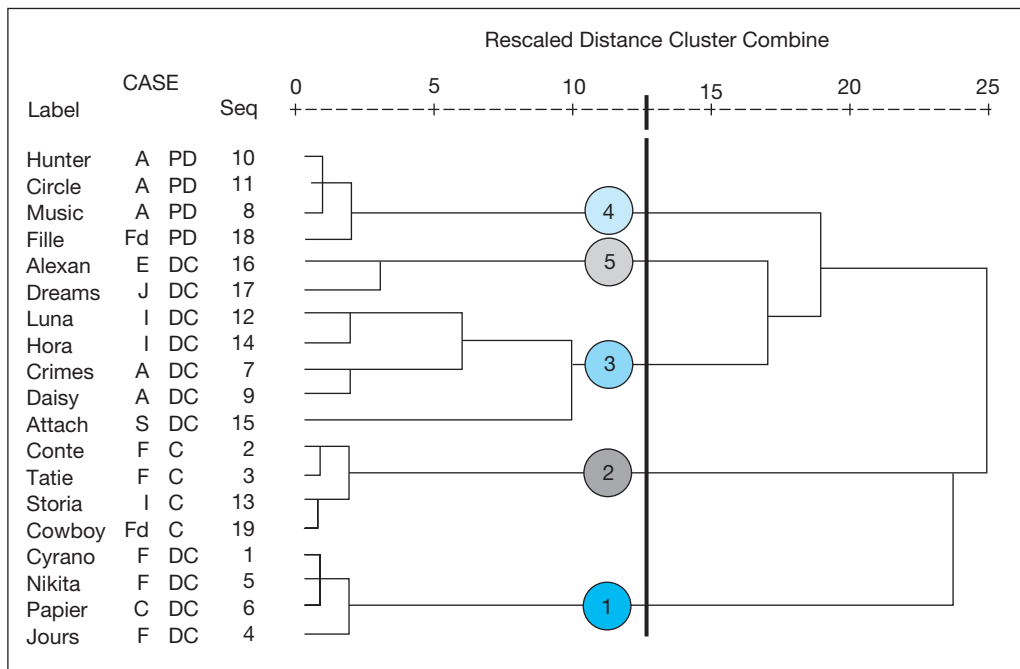 Rescaled Distance Cluster Combine
CASE
0 5 10 15 20 25
Label Seq
Hunter A PD 10
Circle A PD 11
Music A PD 8
4
Fille Fd PD 18
Alexan E DC 16
5
Dreams J DC 17
Luna I DC 12
Hora I DC 14
Crimes A DC 7
3
Daisy A DC 9
Attach S DC 15
Conte F C 2
Tatie F C 3
2
Storia I C 13
Cowboy Fd C 19
Cyrano F DC 1
Nikita F DC 5
Papier C DC 6
1
Jours F DC 4